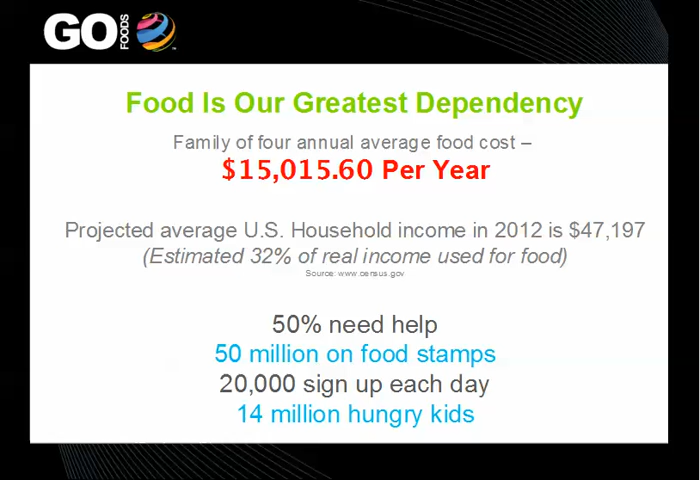 GO FOODS
Food Is Our Greatest Dependency
Family of four annual average food cost –
$15,015.60 Per Year
Projected average U.S. Household income in 2012 is $47,197
(Estimated 32% of real income used for food)
Source: www.census.gov
50% need help
50 million on food stamps
20,000 sign up each day
14 million hungry kids